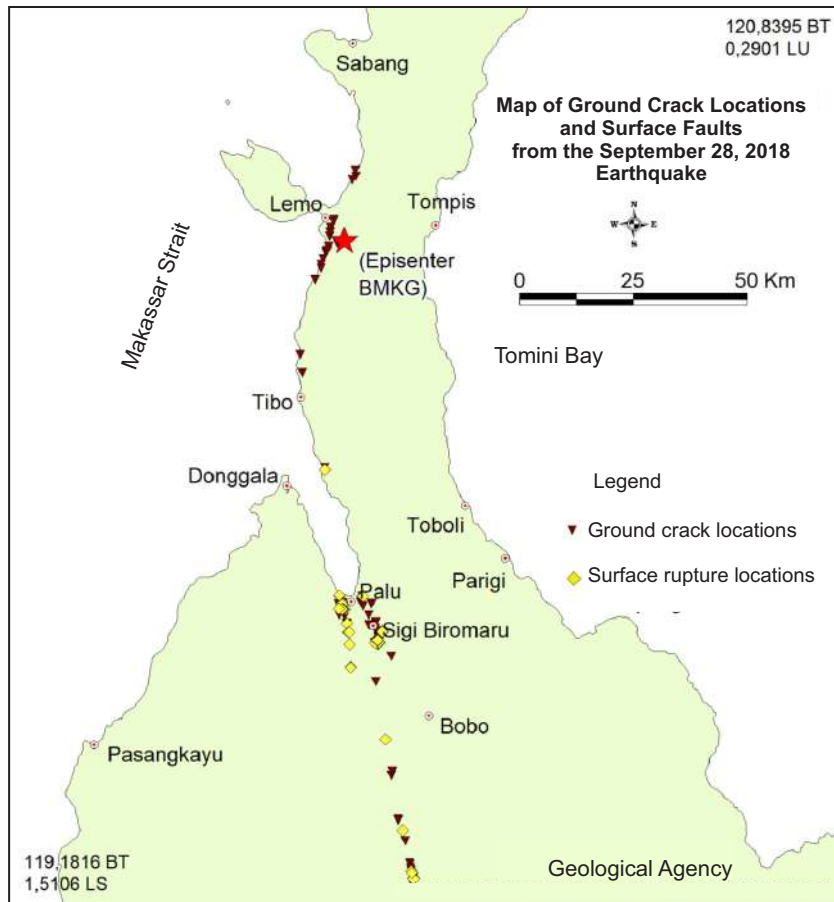 120,8395 BT
0,2901 LU
Sabang
Map of Ground Crack Locations
and Surface Faults
from the September 28, 2018
Earthquake
Lemo
Tompis
N
W E
S
(Episenter
BMKG)
0 25 50 Km
Makassar Strait
Tomini Bay
Tibo
Donggala
Legend
Toboli
Ground crack locations
Parigi
Surface rupture locations
Palu
Sigi Biromaru
Bobo
Pasangkayu
119,1816 BT
1,5106 LS
Geological Agency